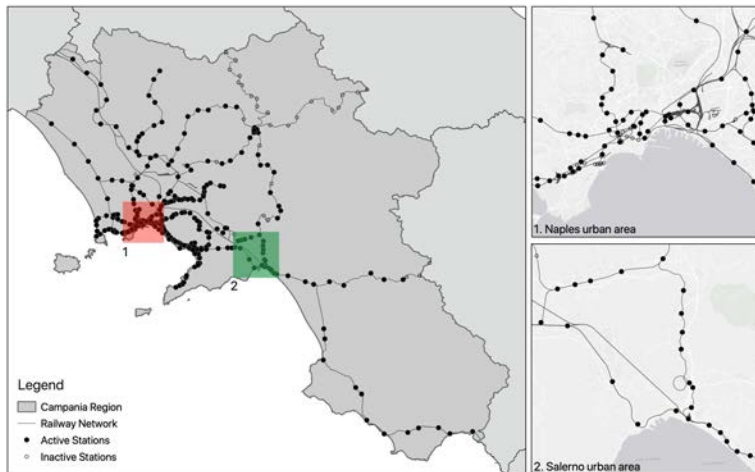 1
2
Legend
Campania Region
Railway Network
Active Stations
Inactive Stations
1. Naples urban area
2. Salerno urban area